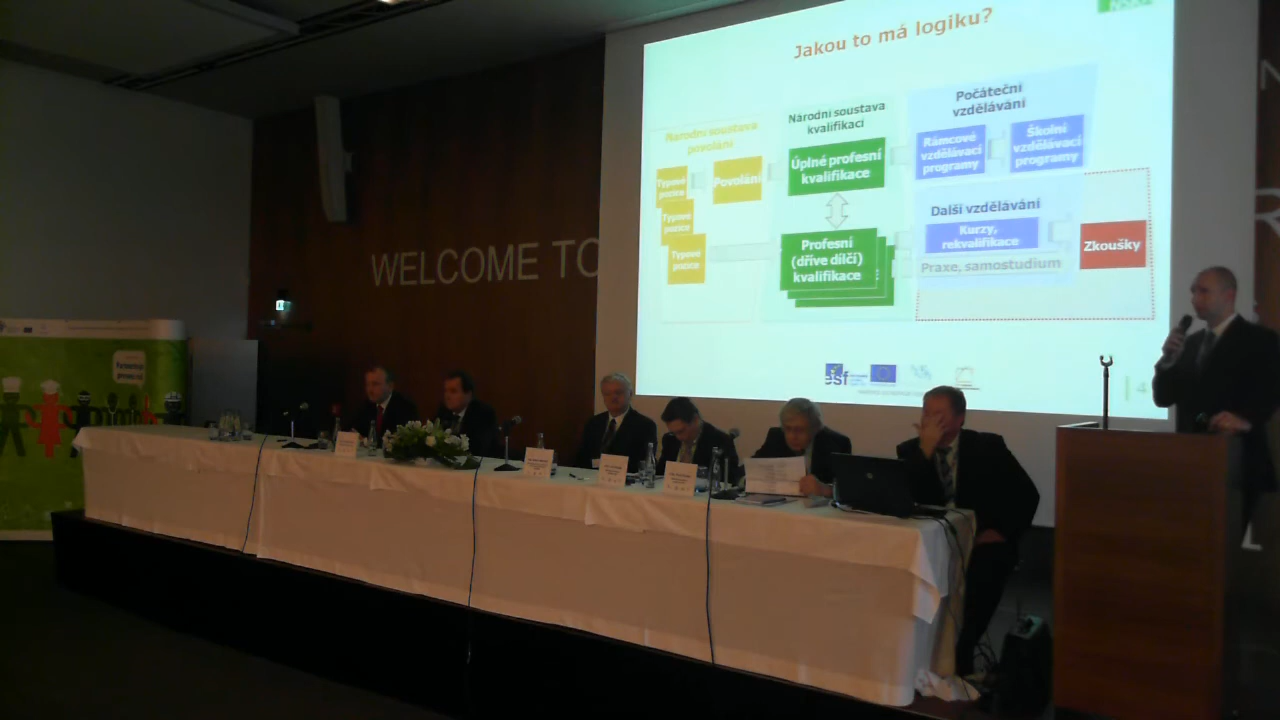 Jakou to má logiku?
Národní soustava
povolání
Typové
pozice
Typové
pozice
Typové
pozice
Povolání
Národní soustava
kvalifikací
Úplné profesní
kvalifikace
Profesní
(dříve dílčí)
kvalifikace
Počáteční
vzdělávání
Rámcové
vzdělávací
programy
Školní
vzdělávací
programy
Další vzdělávání
Kurzy,
rekvalifikace
Praxe, samostudium
Zkoušky
esf
4
WELCOME TO